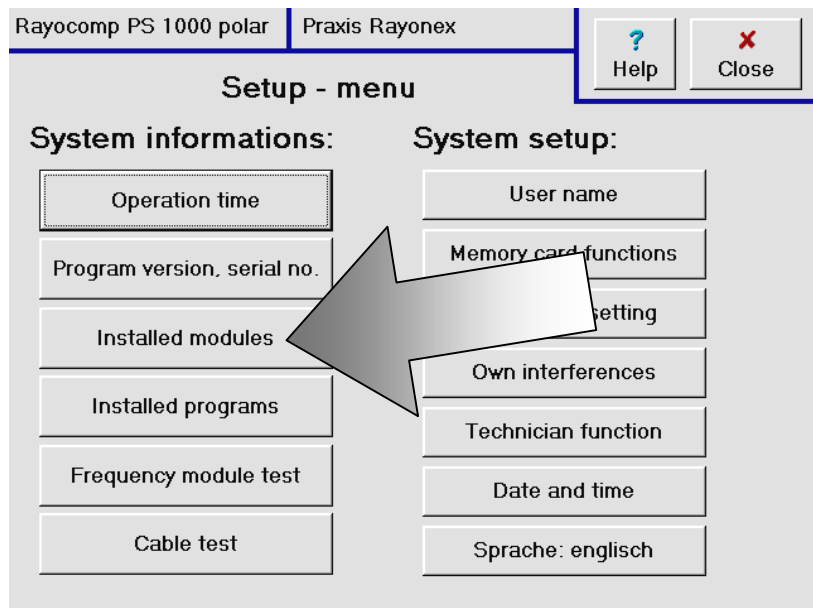 Rayocomp PS 1000 polar
Praxis Rayonex
? Help
X Close
Setup - menu
System informations:
Operation time
Program version, serial no.
Installed modules
Installed programs
Frequency module test
Cable test
System setup:
User name
Memory card functions
setting
Own interferences
Technician function
Date and time
Sprache: englisch